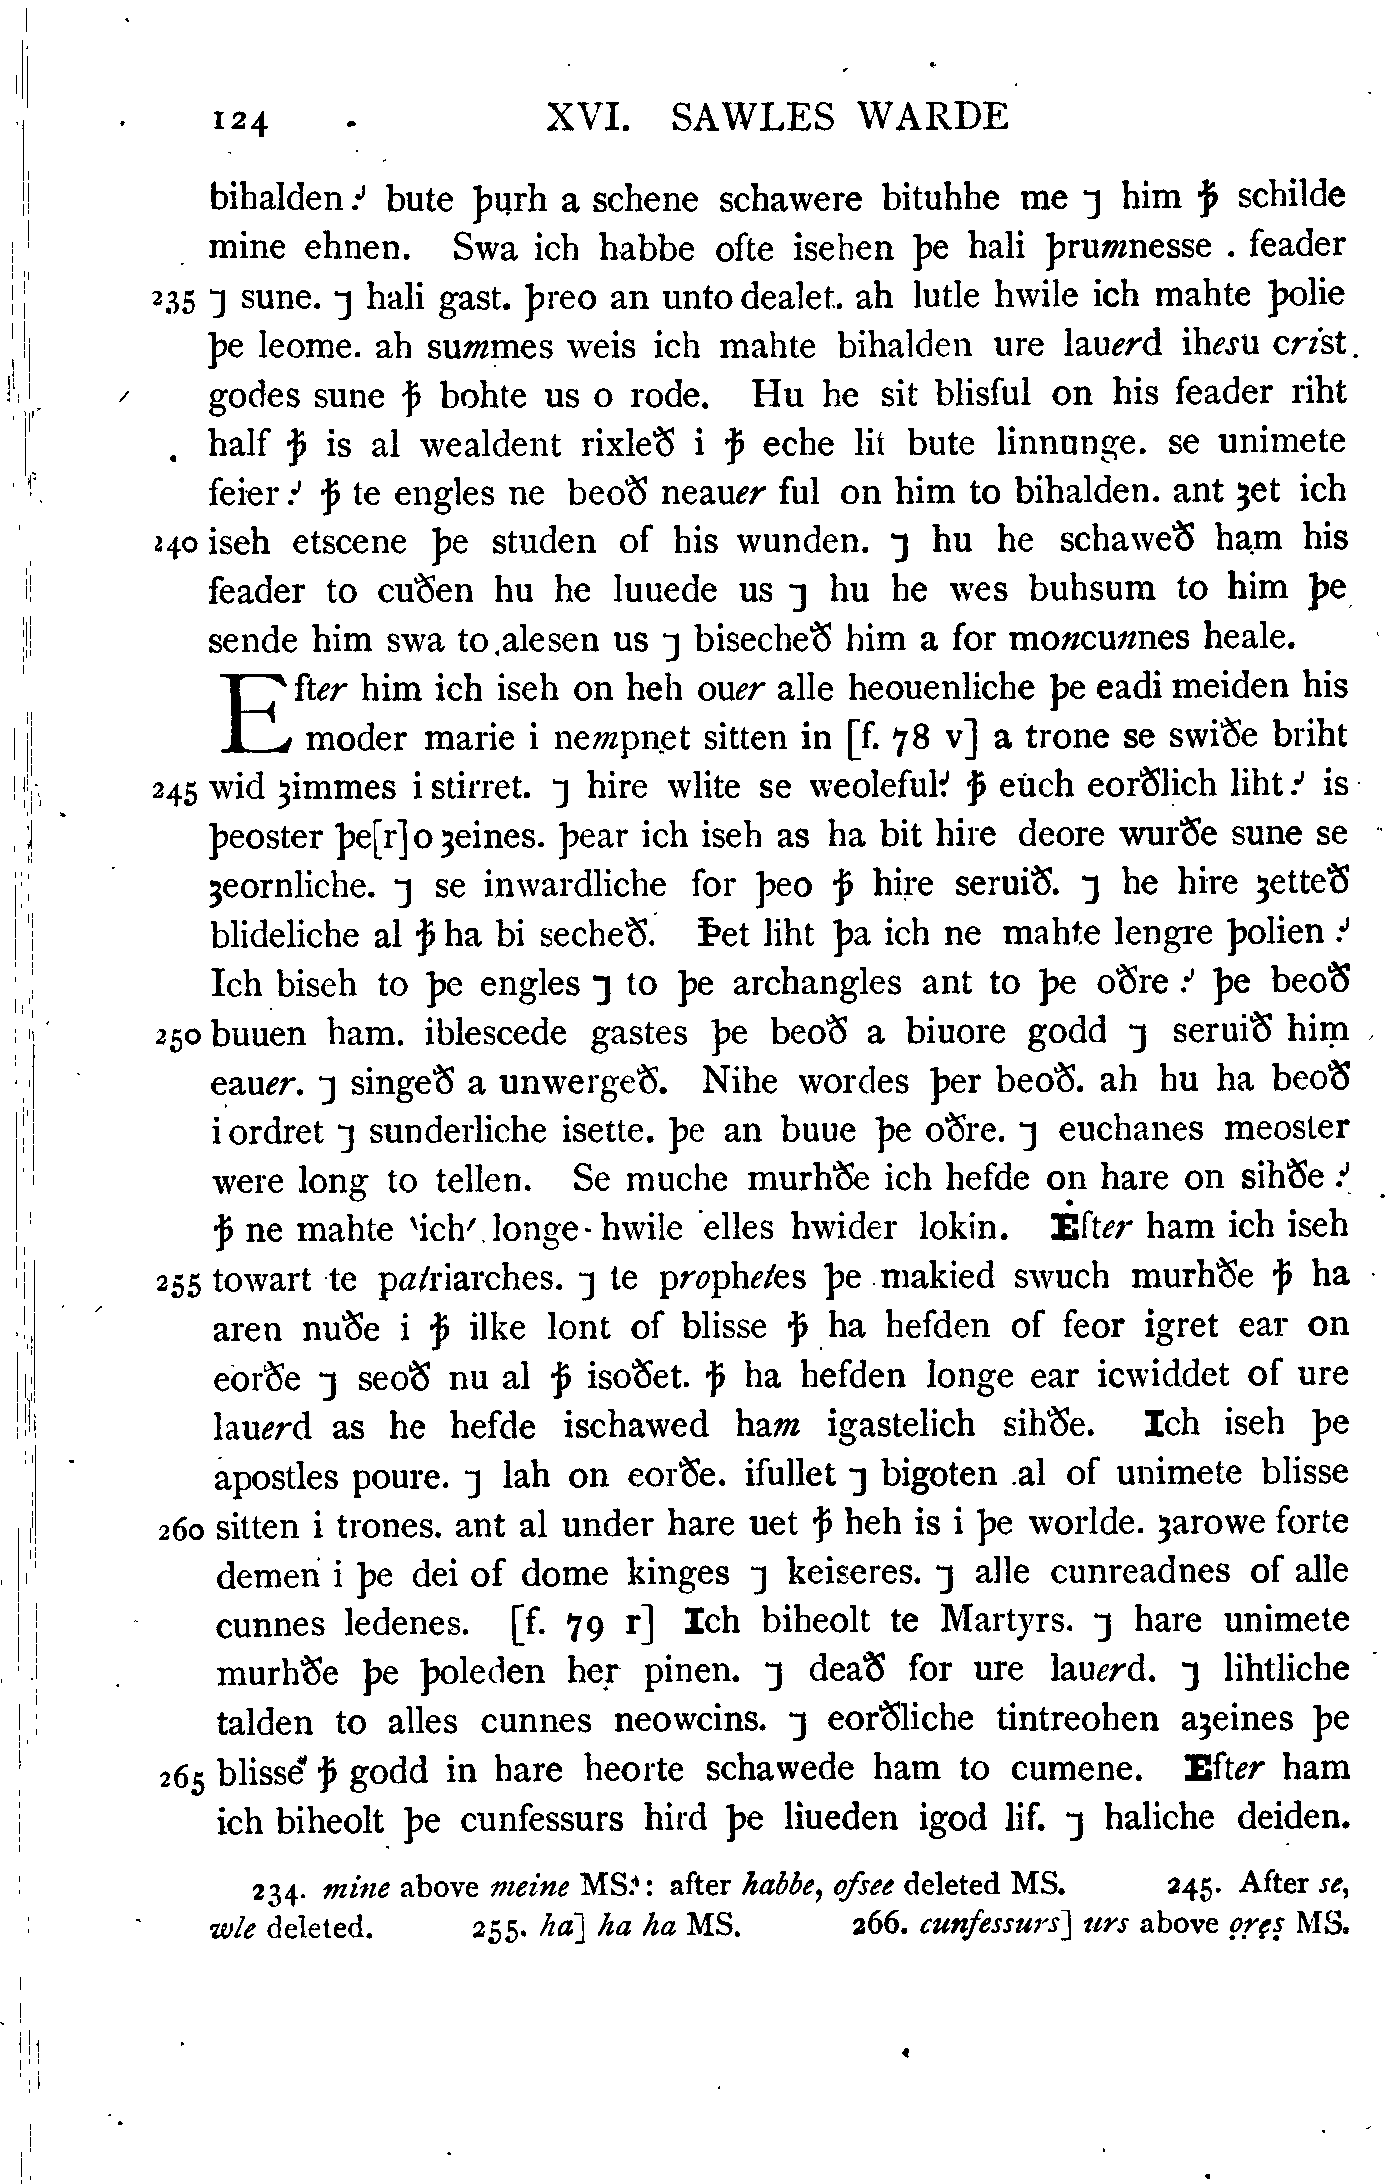 124 XVI. SAWLES WARDE
bihalden:' bute þurh a schene schawere bituhhe me ⁊ him ꝥ schilde
mine ehnen. Swa ich habbe ofte isehen þe hali þrumnesse . feader
235 ⁊ sune. ⁊ hali gast. þreo an unto dealet. ah lutle hwile ich mahte þolie
þe leome. ah summes weis ich mahte bihalden ure lauerd ihesu crist.
godes sune ꝥ bohte us o rode. Hu he sit blisful on his feader riht
half ꝥ is al wealdent rixleð i ꝥ eche lit bute linnunge. se unimete
feier:' ꝥ te engles ne beoð neauer ful on him to bihalden. ant ȝet ich
240 iseh etscene þe studen of his wunden. ⁊ hu he schaweð ham his
feader to cuðen hu he luuede us ⁊ hu he wes buhsum to him þe
sende him swa to alesen us ⁊ bisecheð him a for moncunnes heale.
Efter him ich iseh on heh ouer alle heouenliche þe eadi meiden his
moder marie i nempnet sitten in [f. 78 v] a trone se swiðe briht
245 wid ȝimmes i stirret. ⁊ hire wlite se weoleful:' ꝥ euch eorðlich liht:' is
þeoster þe[r]o ȝeines. þear ich iseh as ha bit hire deore wurðe sune se
ȝeornliche. ⁊ se inwardliche for þeo ꝥ hire seruið. ⁊ he hire ȝetteð
blideliche al ꝥ ha bi secheð. Þet liht þa ich ne mahte lengre þolien:'
Ich biseh to þe engles ⁊ to þe archangles ant to þe oðre:' þe beoð
250 buuen ham. iblescede gastes þe beoð a biuore godd ⁊ seruið him
eauer. ⁊ singeð a unwergeð. Nihe wordes þer beoð. ah hu ha beoð
i ordret ⁊ sunderliche isette. þe an buue þe oðre. ⁊ euchanes meoster
were long to tellen. Se muche murhðe ich hefde on hare on sihðe:'
ꝥ ne mahte 'ich' longe hwile elles hwider lokin. Efter ham ich iseh
255 towart te patriarches. ⁊ te prophetes þe makied swuch murhðe ꝥ ha
aren nuðe i ꝥ ilke lont of blisse ꝥ ha hefden of feor igret ear on
eorðe ⁊ seoð nu al ꝥ isoðet. ꝥ ha hefden longe ear icwiddet of ure
lauerd as he hefde ischawed ham igastelich sihðe. Ich iseh þe
apostles poure. ⁊ lah on eorðe. ifullet ⁊ bigoten al of unimete blisse
260 sitten i trones. ant al under hare uet ꝥ heh is i þe worlde. ȝarowe forte
demen i þe dei of dome kinges ⁊ keiseres. ⁊ alle cunreadnes of alle
cunnes ledenes. [f. 79 r] Ich biheolt te Martyrs. ⁊ hare unimete
murhðe þe þoleden her pinen. ⁊ deað for ure lauerd. ⁊ lihtliche
talden to alles cunnes neowcins. ⁊ eorðliche tintreohen aȝeines þe
265 blisse:' ꝥ godd in hare heorte schawede ham to cumene. Efter ham
ich biheolt þe cunfessurs hird þe liueden igod lif. ⁊ haliche deiden.
234. mine above meine MS.: after habbe, ofsee deleted MS. 245. After se,
wle deleted. 255. ha] ha ha MS. 266. cunfessurs] urs above ọṛẹṣ MS.